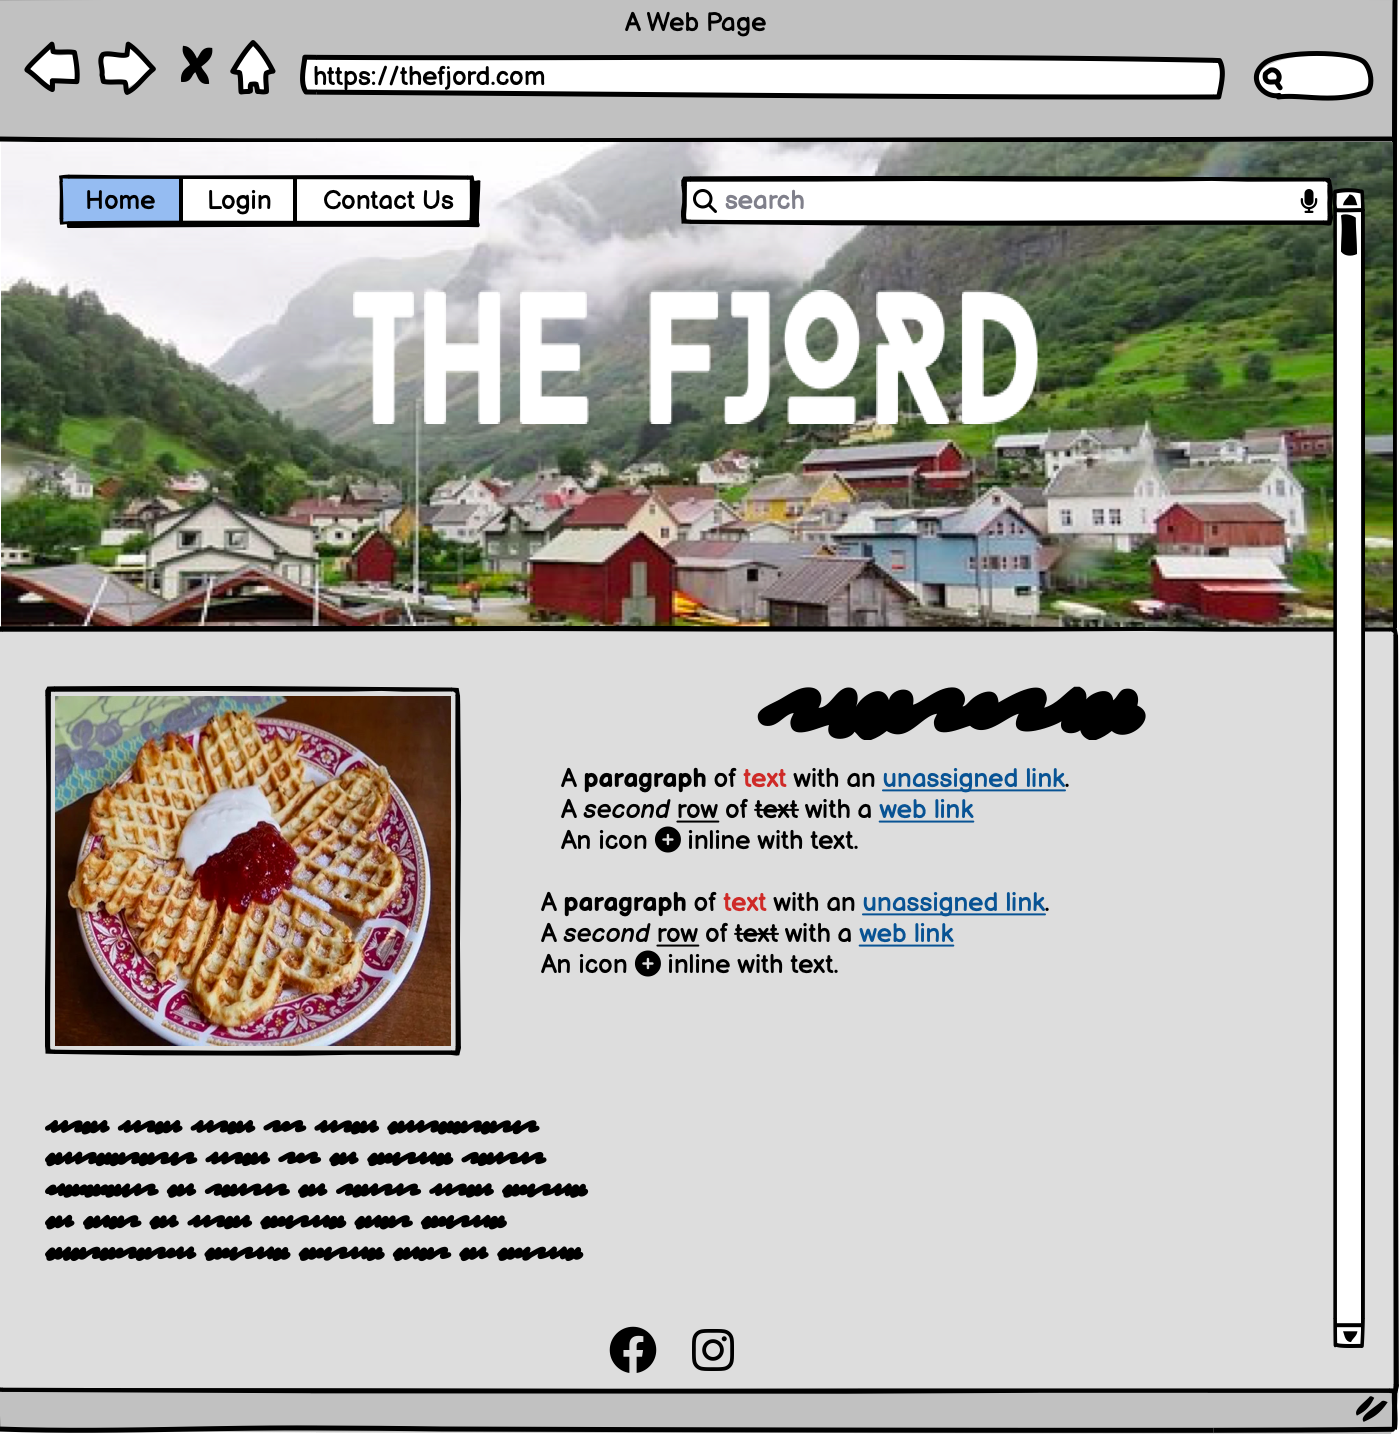 A Web Page
https://thefjord.com
Home Login Contact Us
search
THE FJORD
A paragraph of text with an unassigned link.
A second row of text with a web link
An icon inline with text.
A paragraph of text with an unassigned link.
A second row of text with a web link
An icon inline with text.